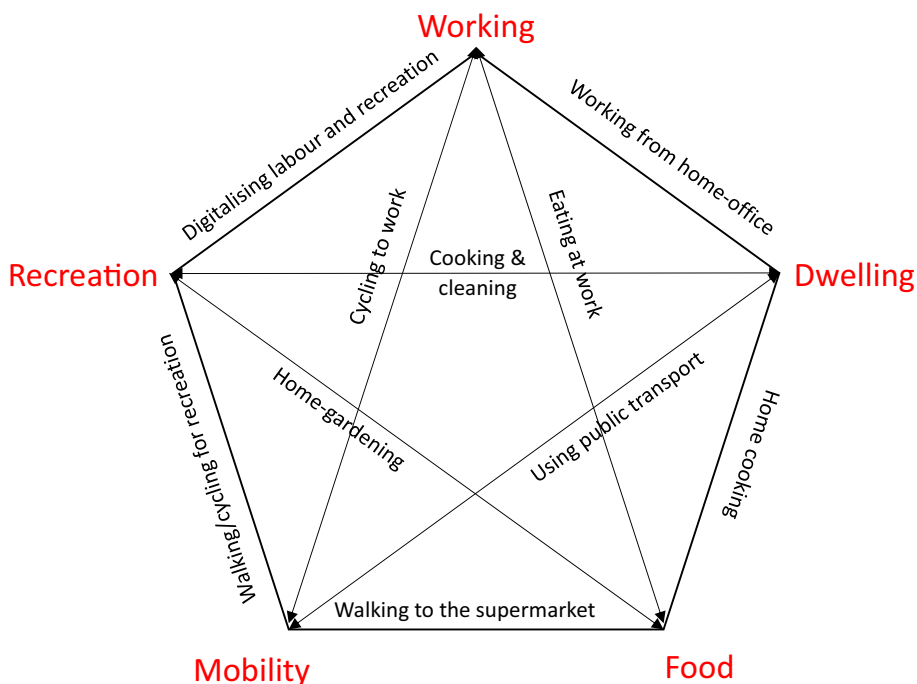 Working
Digitalising labour and recreation
Working from home-office
Cycling to work
Eating at work
Recreation
Cooking &
cleaning
Dwelling
Walking/cycling for recreation
Home-gardening
Using public transport
Home cooking
Walking to the supermarket
Mobility
Food